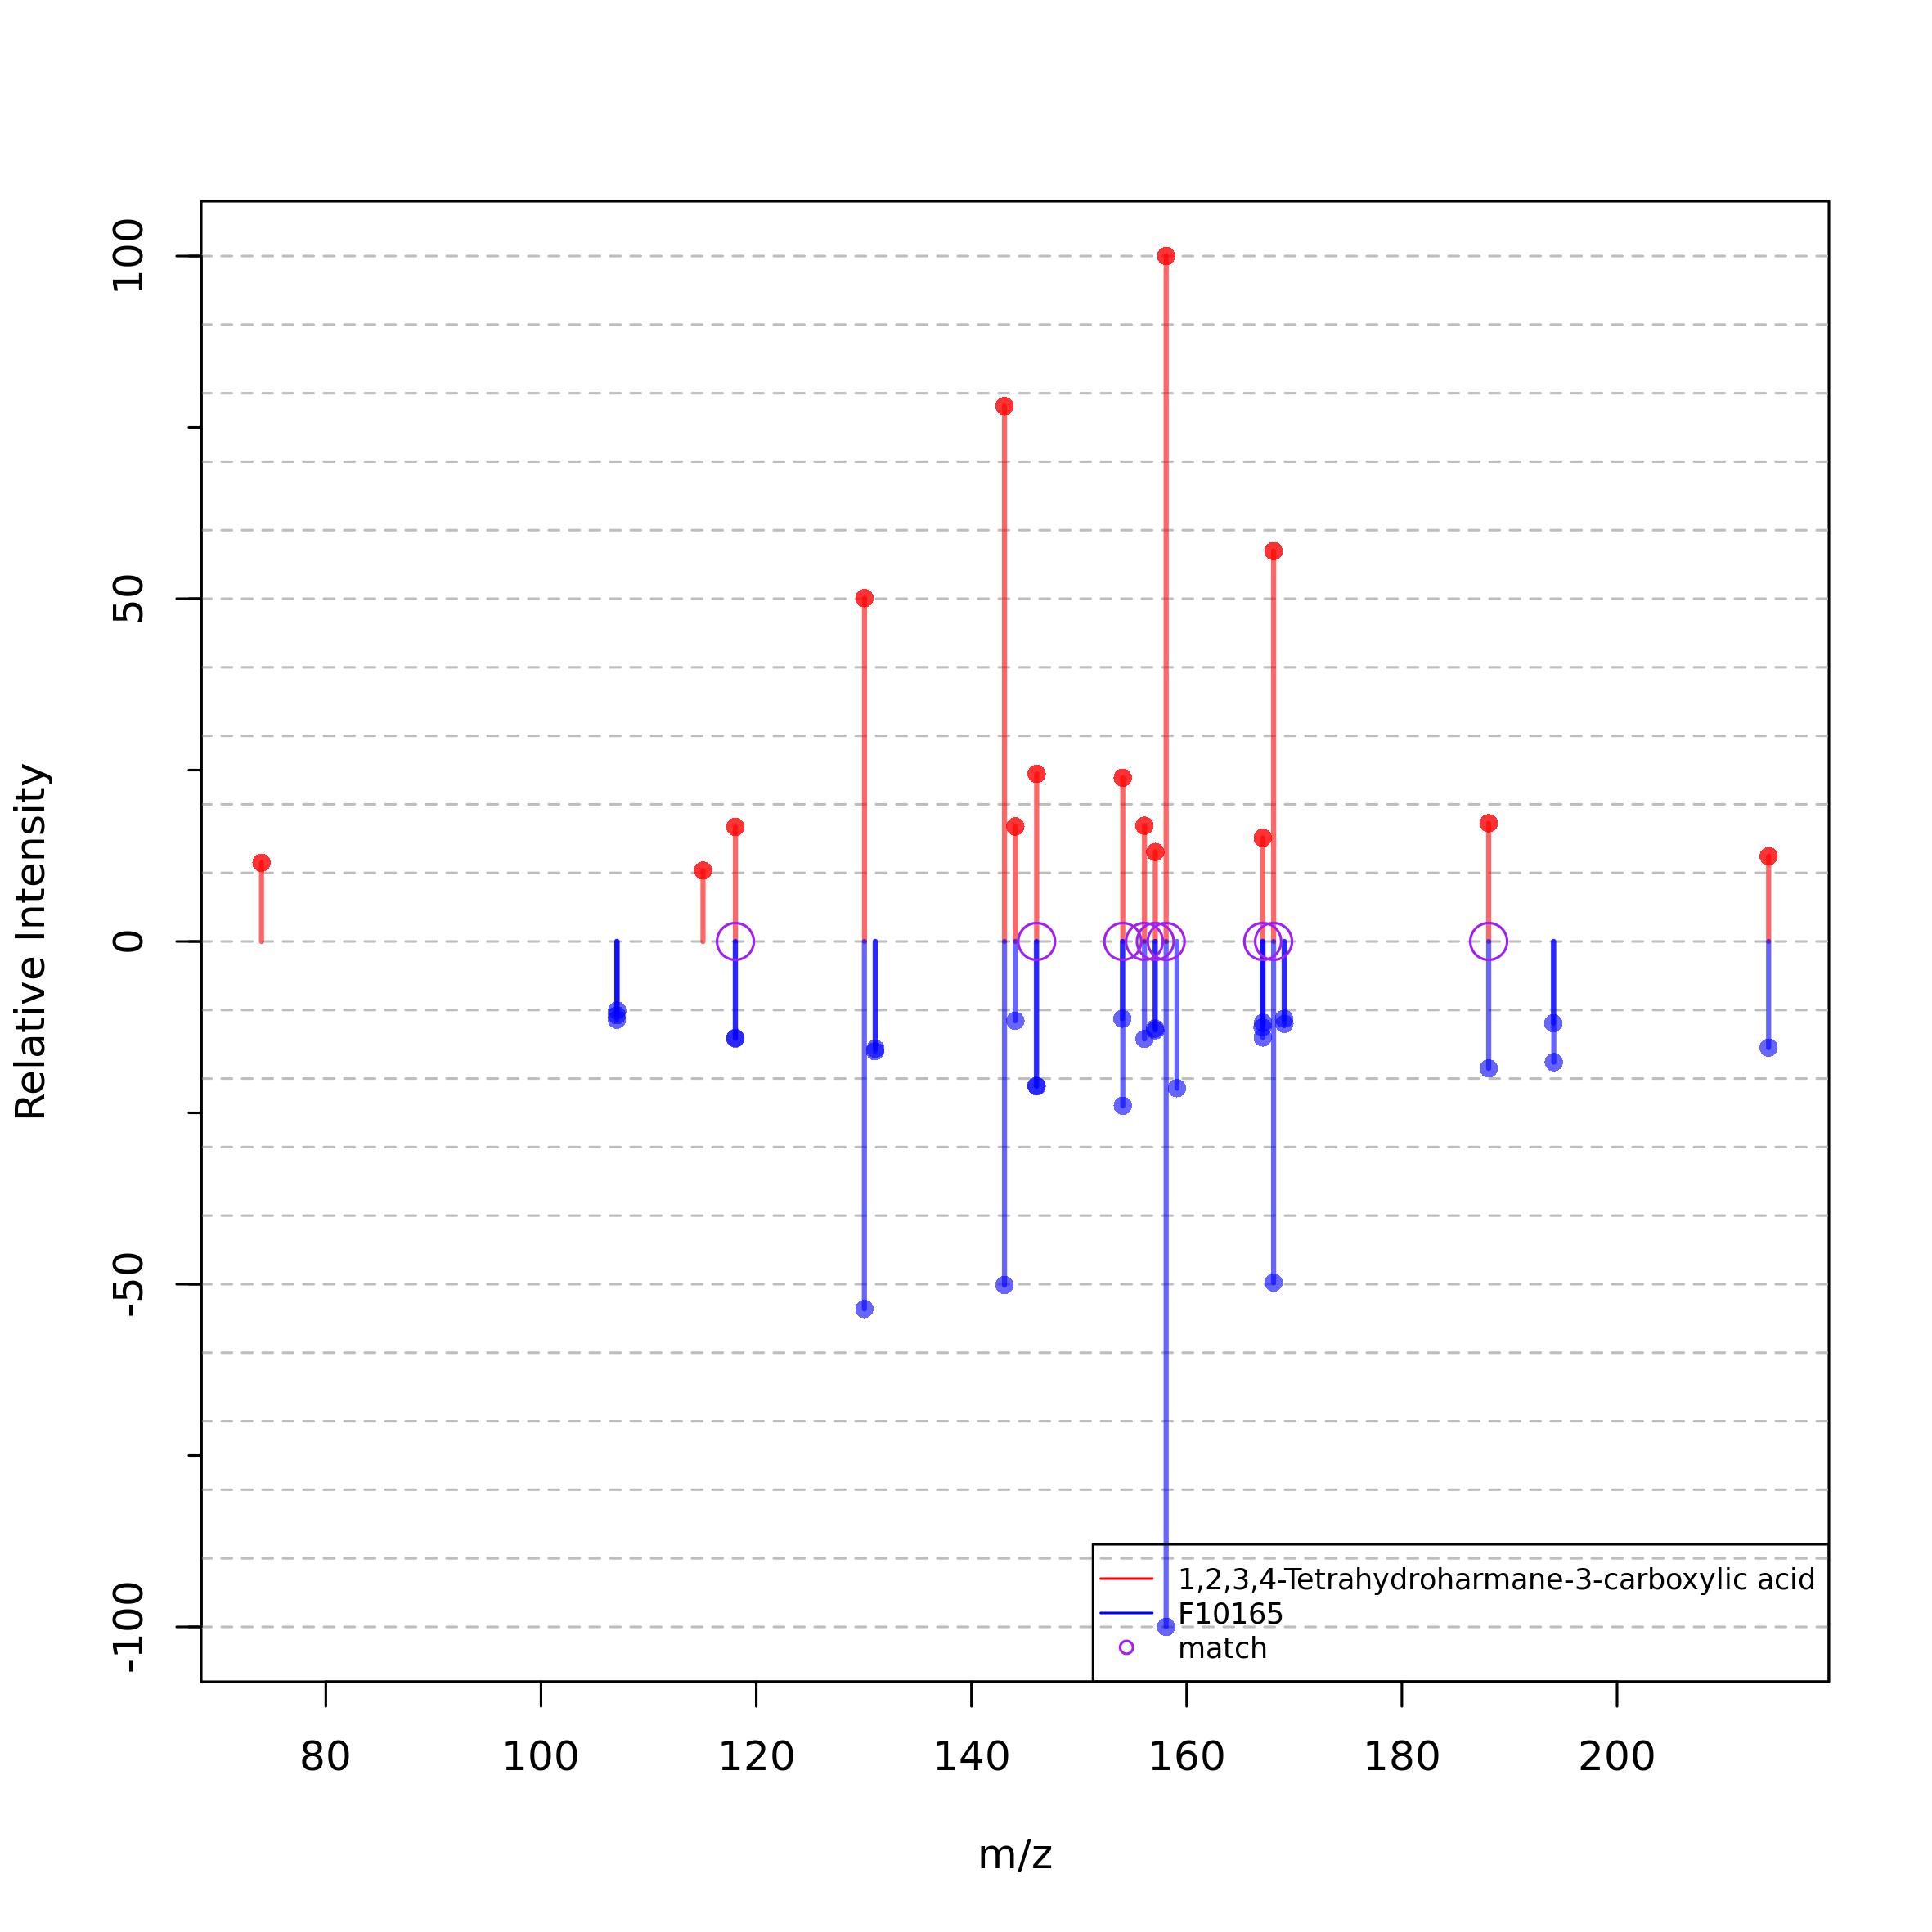 100
50
0
-50
-100
Relative Intensity
1,2,3,4-Tetrahydroharmane-3-carboxylic acid
F10165
match
80 100 120 140 160 180 200
m/z